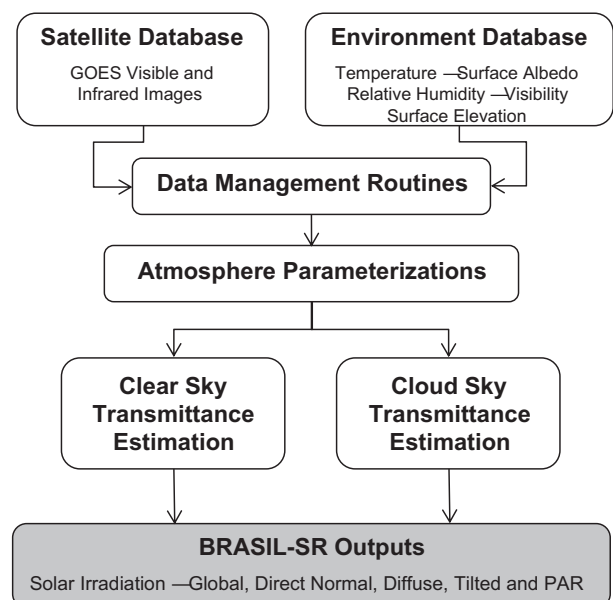 Satellite Database
GOES Visible and
Infrared Images
Environment Database
Temperature —Surface Albedo
Relative Humidity —Visibility
Surface Elevation
Data Management Routines
Atmosphere Parameterizations
Clear Sky
Transmittance
Estimation
Cloud Sky
Transmittance
Estimation
BRASIL-SR Outputs
Solar Irradiation —Global, Direct Normal, Diffuse, Tilted and PAR